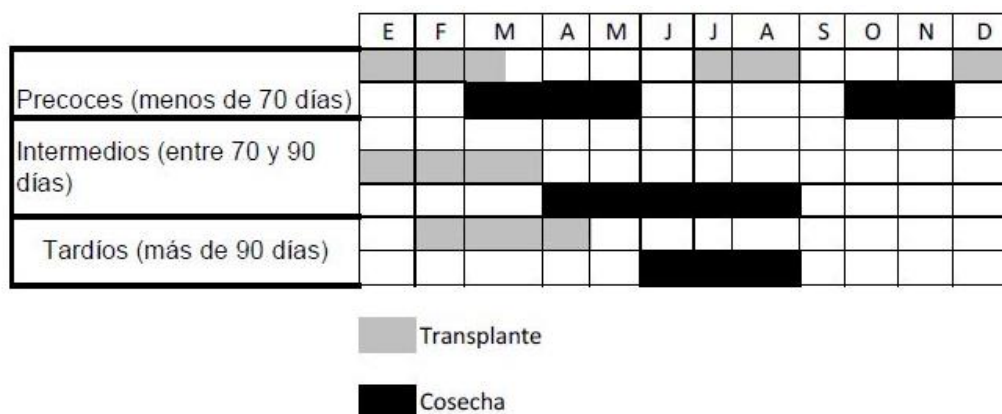 E F M A M J J A S O N D
Precoces (menos de 70 días)
Intermedios (entre 70 y 90
días)
Tardíos (más de 90 días)
Transplante
Cosecha